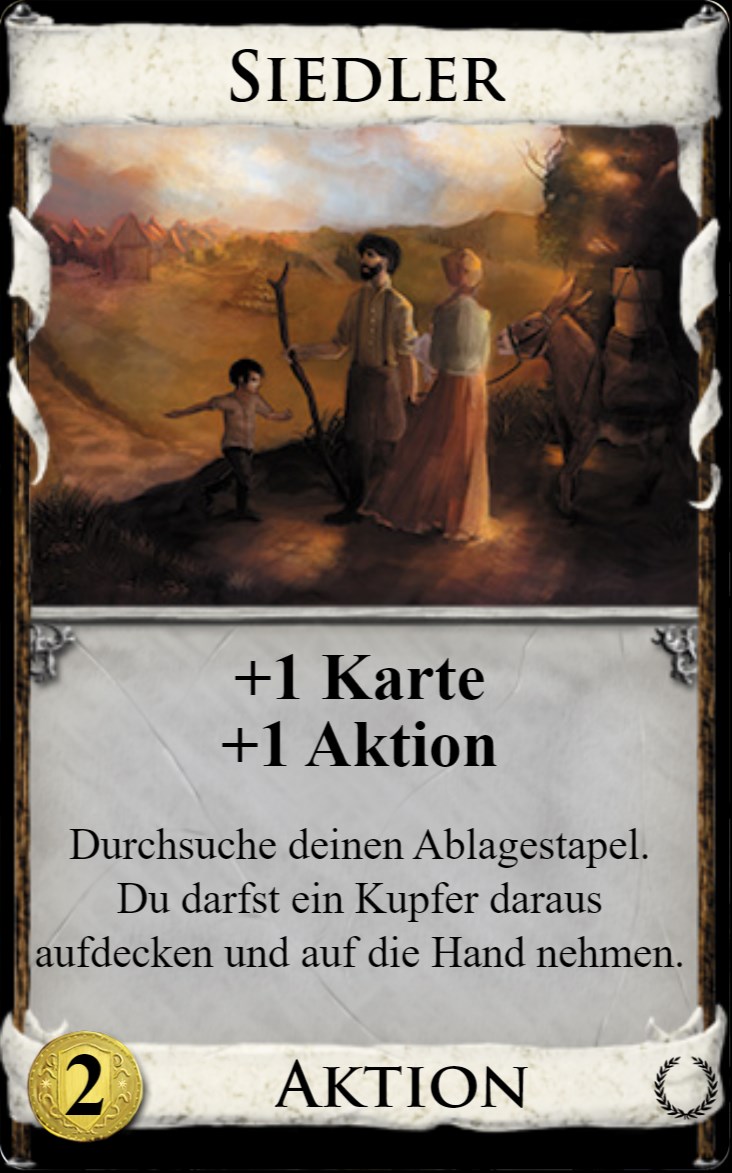 Siedler
+1 Karte
+1 Aktion
Durchsuche deinen Ablagestapel.
Du darfst ein Kupfer daraus
aufdecken und auf die Hand nehmen.
2 Aktion